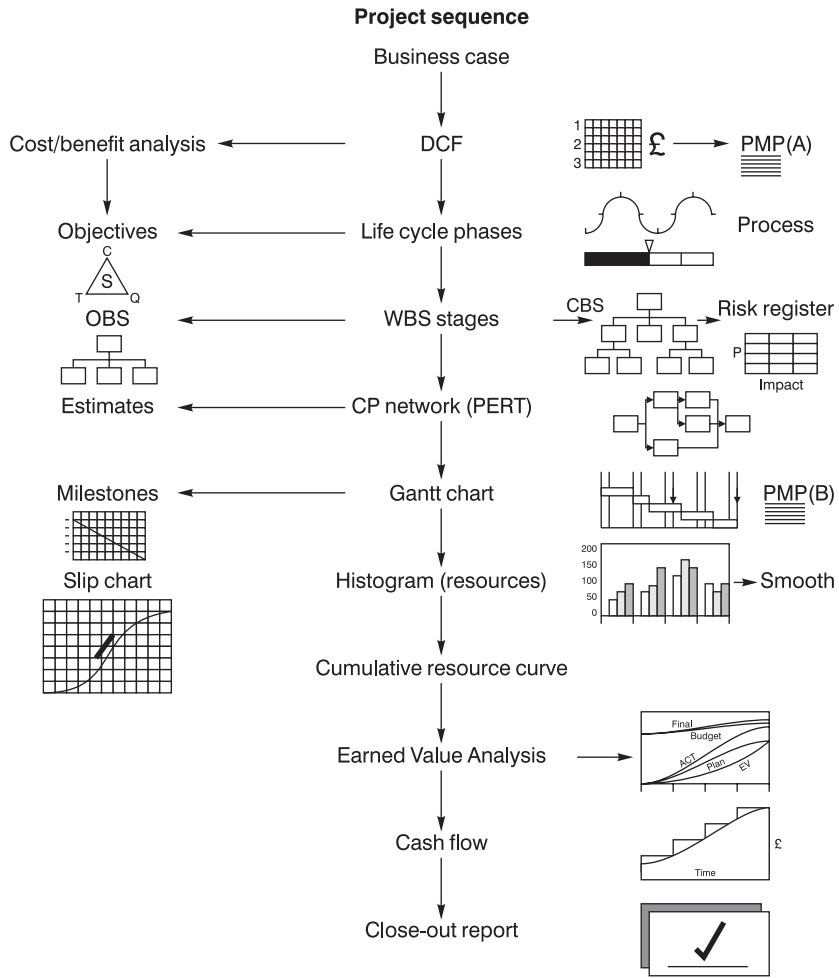 Project sequence
Business case
Cost/benefit analysis
DCF
1
2
3
£
PMP(A)
Objectives
Life cycle phases
Process
C
S
T
Q
OBS
WBS stages
CBS
Risk register
P
Impact
Estimates
CP network (PERT)
Milestones
Gantt chart
PMP(B)
Slip chart
Histogram (resources)
200
150
100
50
0
Smooth
Cumulative resource curve
Earned Value Analysis
Final
Budget
ACT
Plan
EV
Cash flow
£
Time
Close-out report